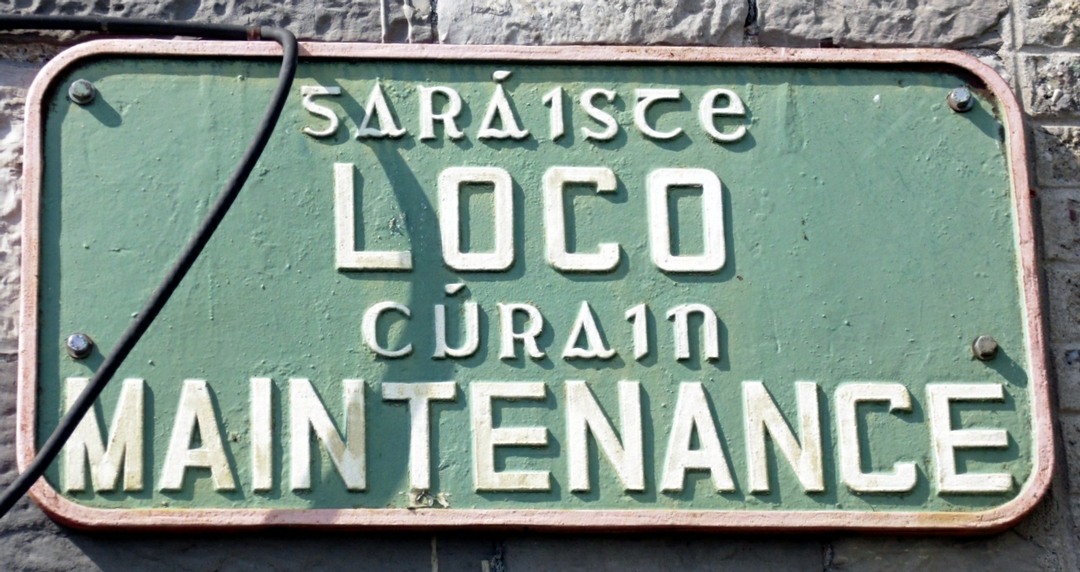 GARÁISTE
LOCO
CÚRAIN
MAINTENANCE